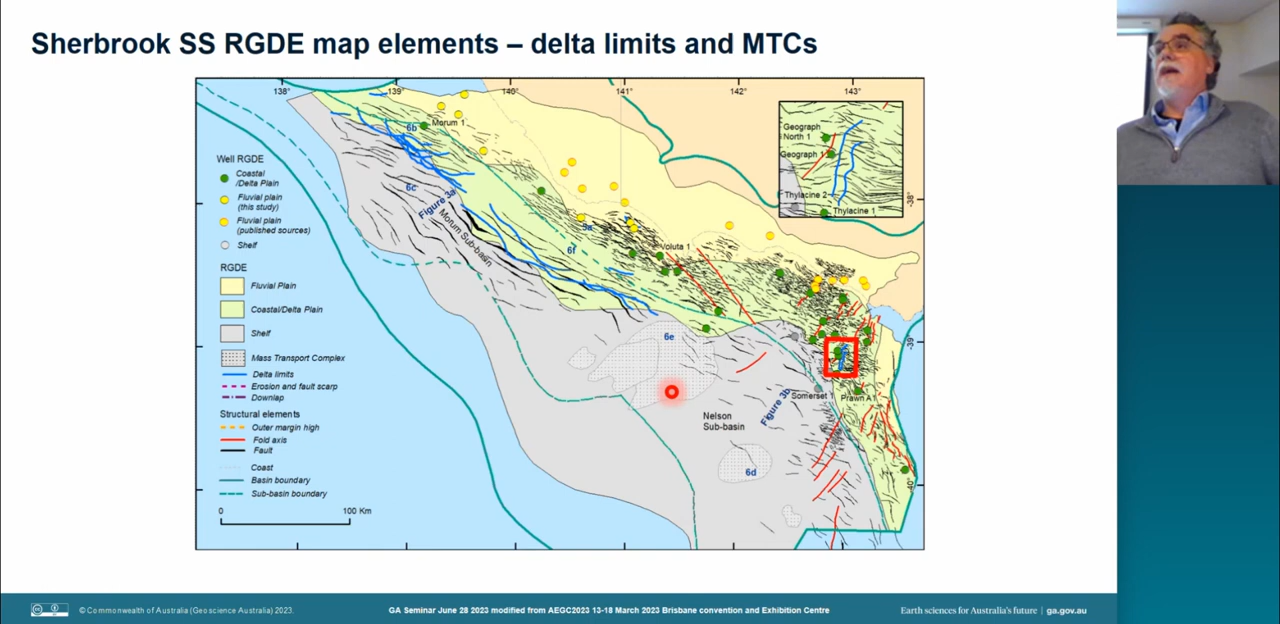 Sherbrook SS RGDE map elements – delta limits and MTCs
138°
139°
140°
141°
142°
143°
-38°
-39°
-40°
Well RGDE
Coastal
/Delta Plain
Fluvial plain
(this study)
Fluvial plain
(published sources)
Shelf
RGDE
Fluvial Plain
Coastal/Delta Plain
Shelf
Mass Transport Complex
Delta limits
Erosion and fault scarp
Downlap
Structural elements
Outer margin high
Fold axis
Fault
Coast
Basin boundary
Sub-basin boundary
0
100 Km
6b
Morum 1
6c
Figure 3a
Morum Sub-basin
6f
Voluta 1
6e
Nelson
Sub-basin
6d
Figure 3b
Somerset 1
Prawn A1
Geograph
North 1
Geograph 1
Thylacine 2
Thylacine 1
© Commonwealth of Australia (Geoscience Australia) 2023.
GA Seminar June 28 2023 modified from AEGC2023 13-18 March 2023 Brisbane convention and Exhibition Centre
Earth sciences for Australia's future | ga.gov.au